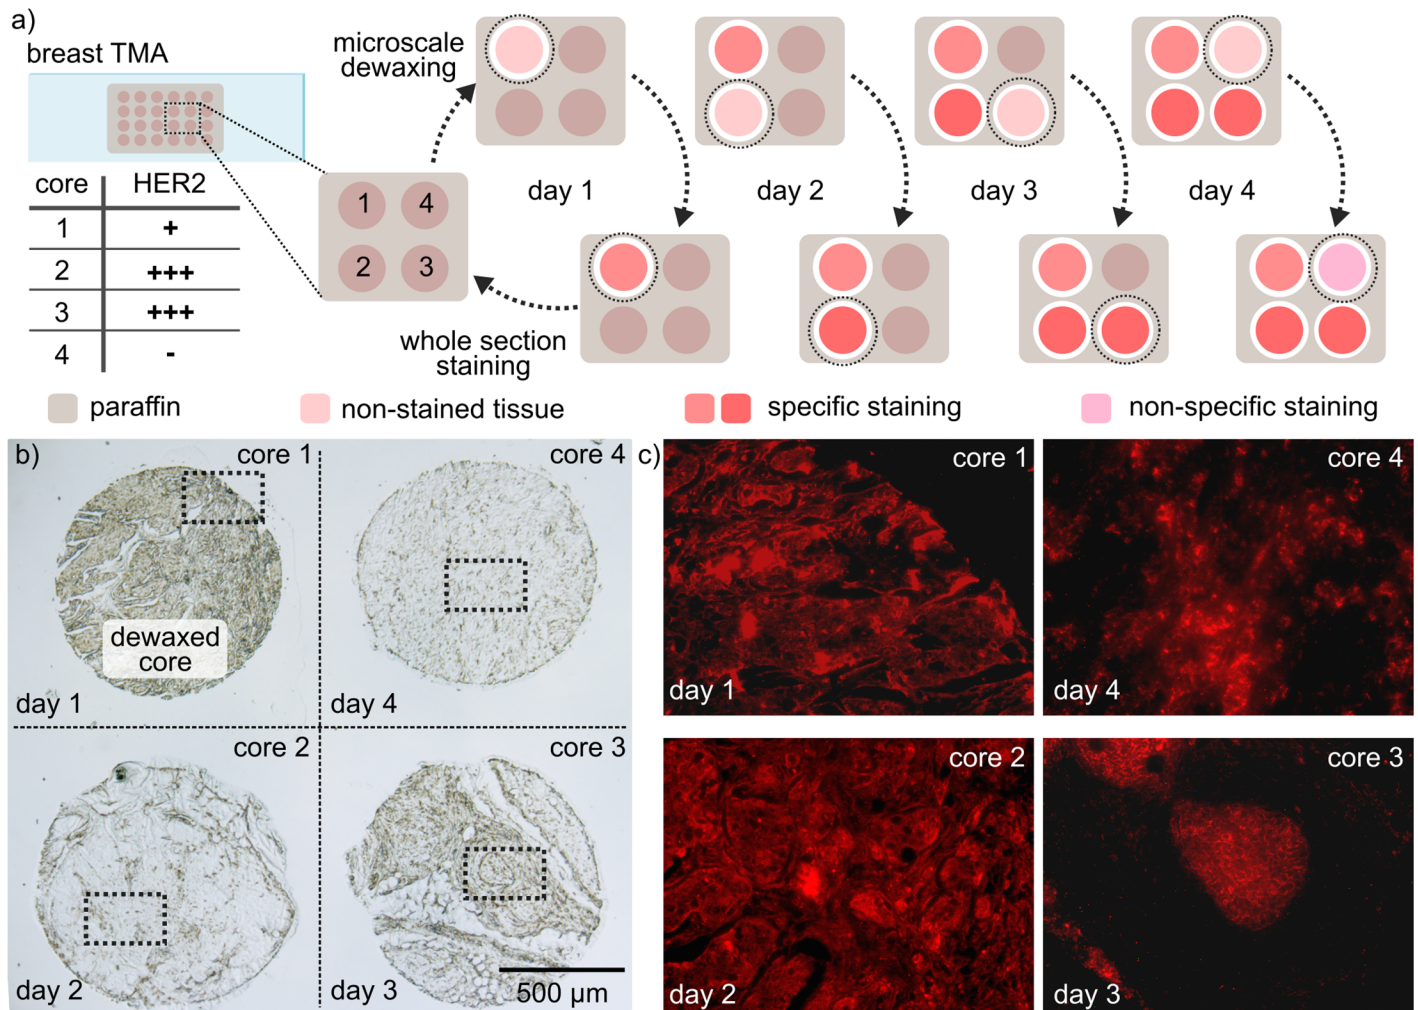 a)
breast TMA
microscale
dewaxing
day 1
day 2
day 3
day 4
core HER2
1 +
2 +++
3 +++
4 -
1 4
2 3
whole section
staining
paraffin
non-stained tissue
specific staining
non-specific staining
b)
core 1
dewaxed
core
day 1
core 4
day 4
core 2
day 2
core 3
day 3
500 µm
c)
core 1
day 1
core 4
day 4
core 2
day 2
core 3
day 3